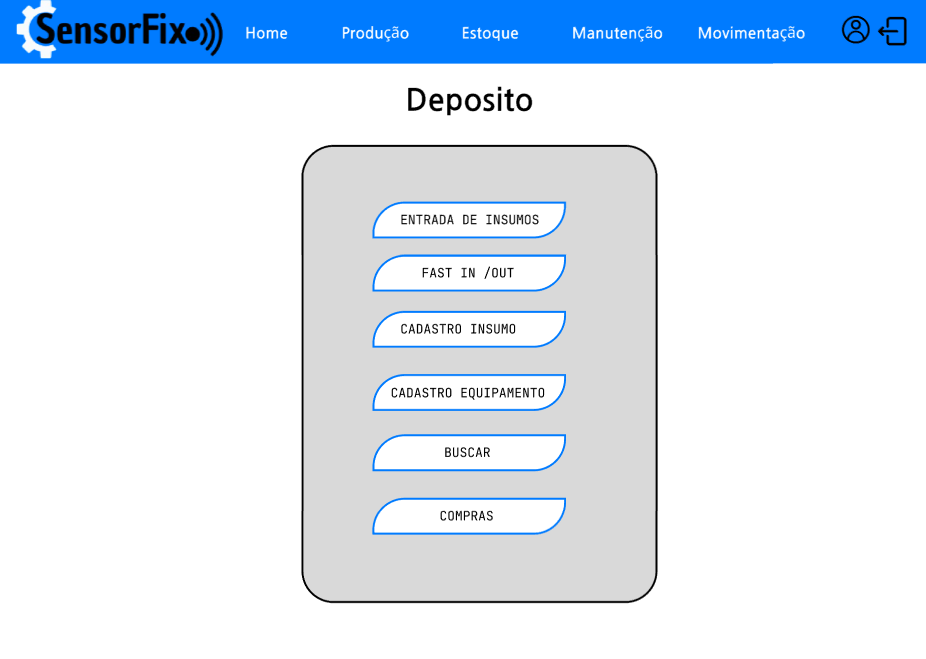 SensorFix
Home Produção Estoque Manutenção Movimentação
Deposito
ENTRADA DE INSUMOS
FAST IN /OUT
CADASTRO INSUMO
CADASTRO EQUIPAMENTO
BUSCAR
COMPRAS